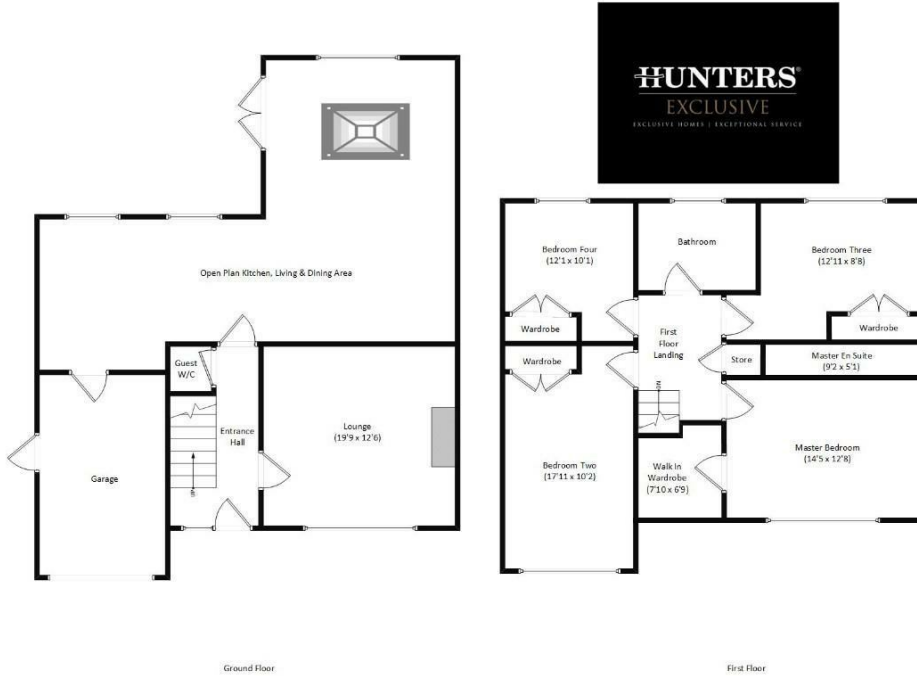 HUNTERS®
EXCLUSIVE
EXCLUSIVE HOMES | EXCEPTIONAL SERVICE
Open Plan Kitchen, Living & Dining Area
Guest
W/C
Entrance
Hall
UP
Lounge
(19'9 x 12'6)
Garage
Ground Floor
Bedroom Four
(12'1 x 10'1)
Bathroom
Bedroom Three
(12'11 x 8'8)
Wardrobe
First
Floor
Landing
Wardrobe
Wardrobe
Store
Master En Suite
(9'2 x 5'1)
DN
Master Bedroom
(14'5 x 12'8)
Bedroom Two
(17'11 x 10'2)
Walk In
Wardrobe
(7'10 x 6'9)
First Floor